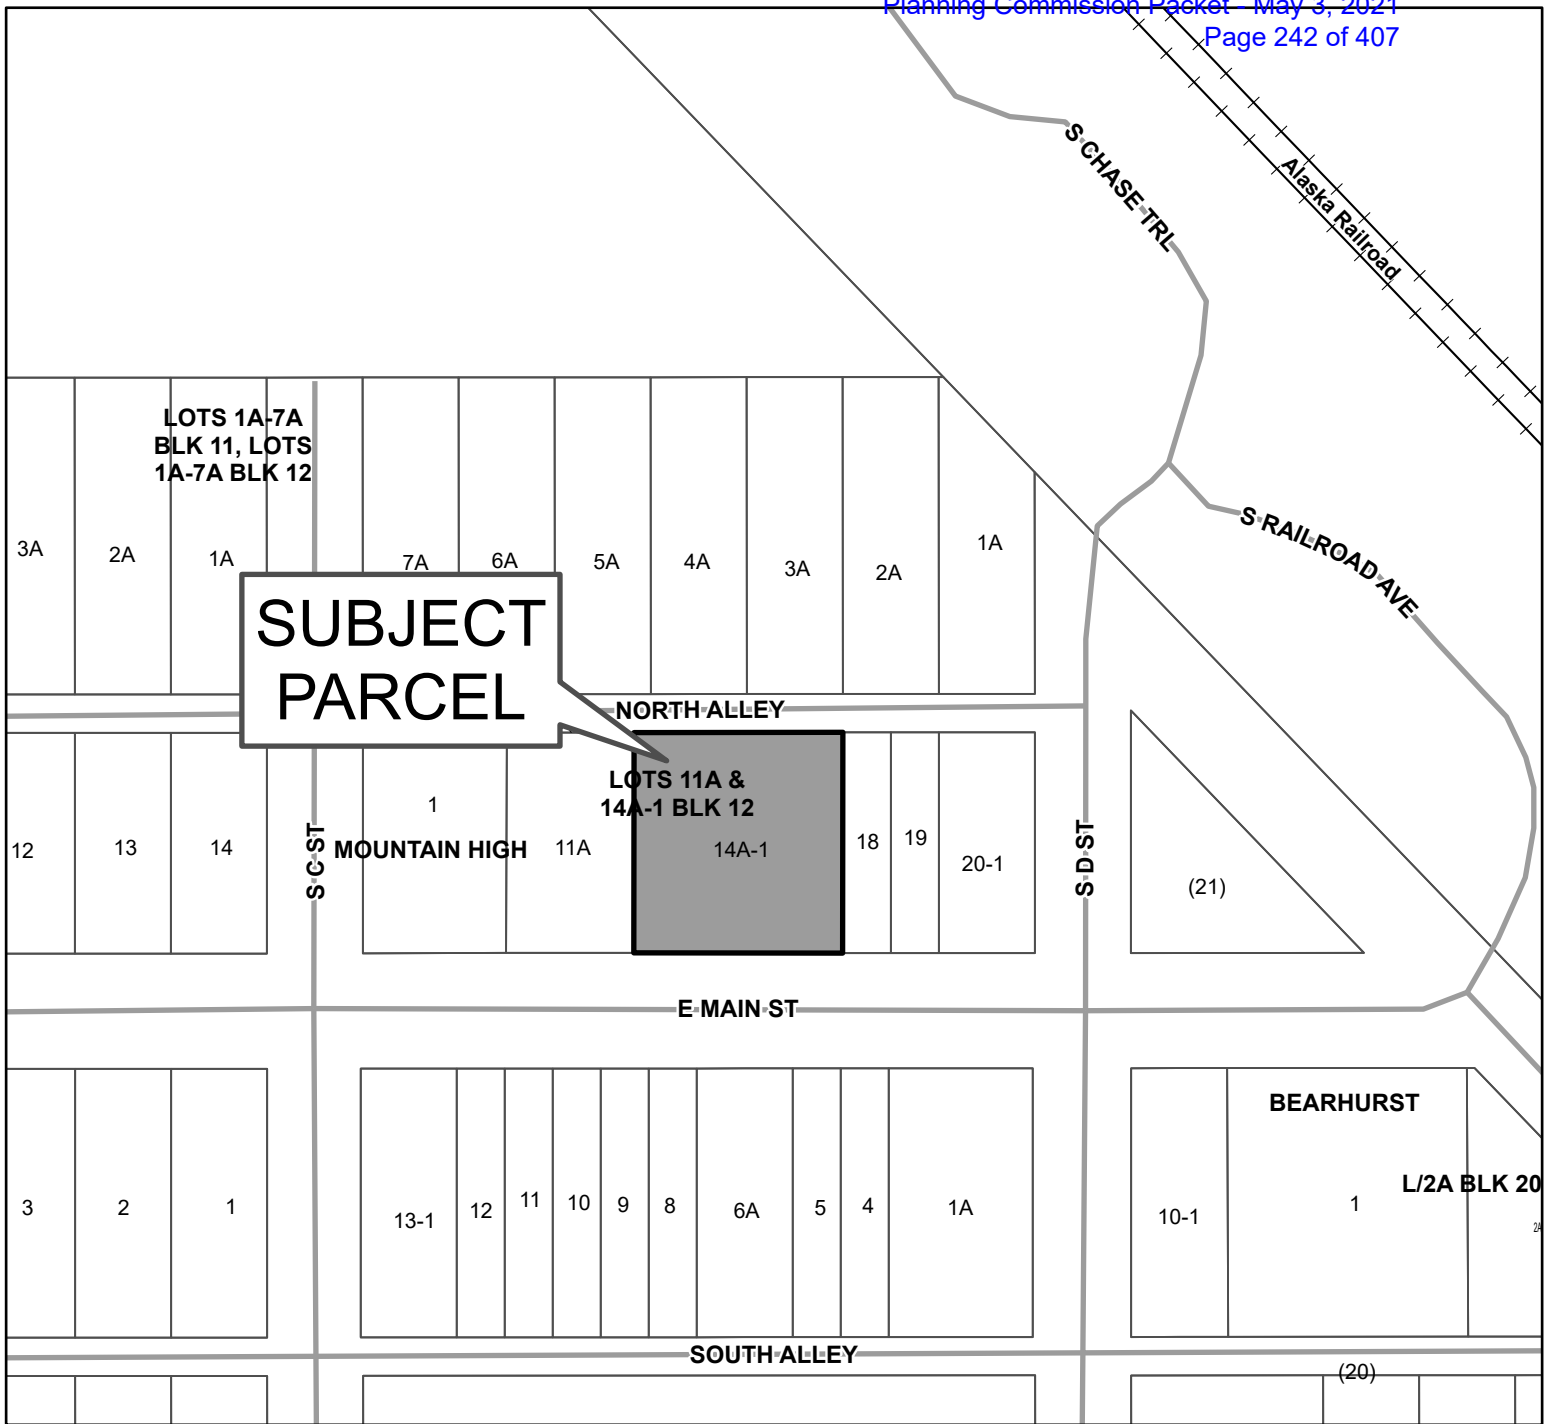 Planning Commission Packet - May 3, 2021
Page 242 of 407
S CHASE TRL
Alaska Railroad
LOTS 1A-7A
BLK 11, LOTS
1A-7A BLK 12
S RAILROAD AVE
3A
2A
1A
7A
6A
5A
4A
3A
2A
1A
SUBJECT
PARCEL
NORTH ALLEY
LOTS 11A &
14A-1 BLK 12
1
12
13
14
S C ST
MOUNTAIN HIGH
11A
14A-1
18
19
20-1
S D ST
(21)
E MAIN ST
BEARHURST
L/2A BLK 20
3
2
1
13-1
12
11
10
9
8
6A
5
4
1A
10-1
1
2A
SOUTH ALLEY
(20)